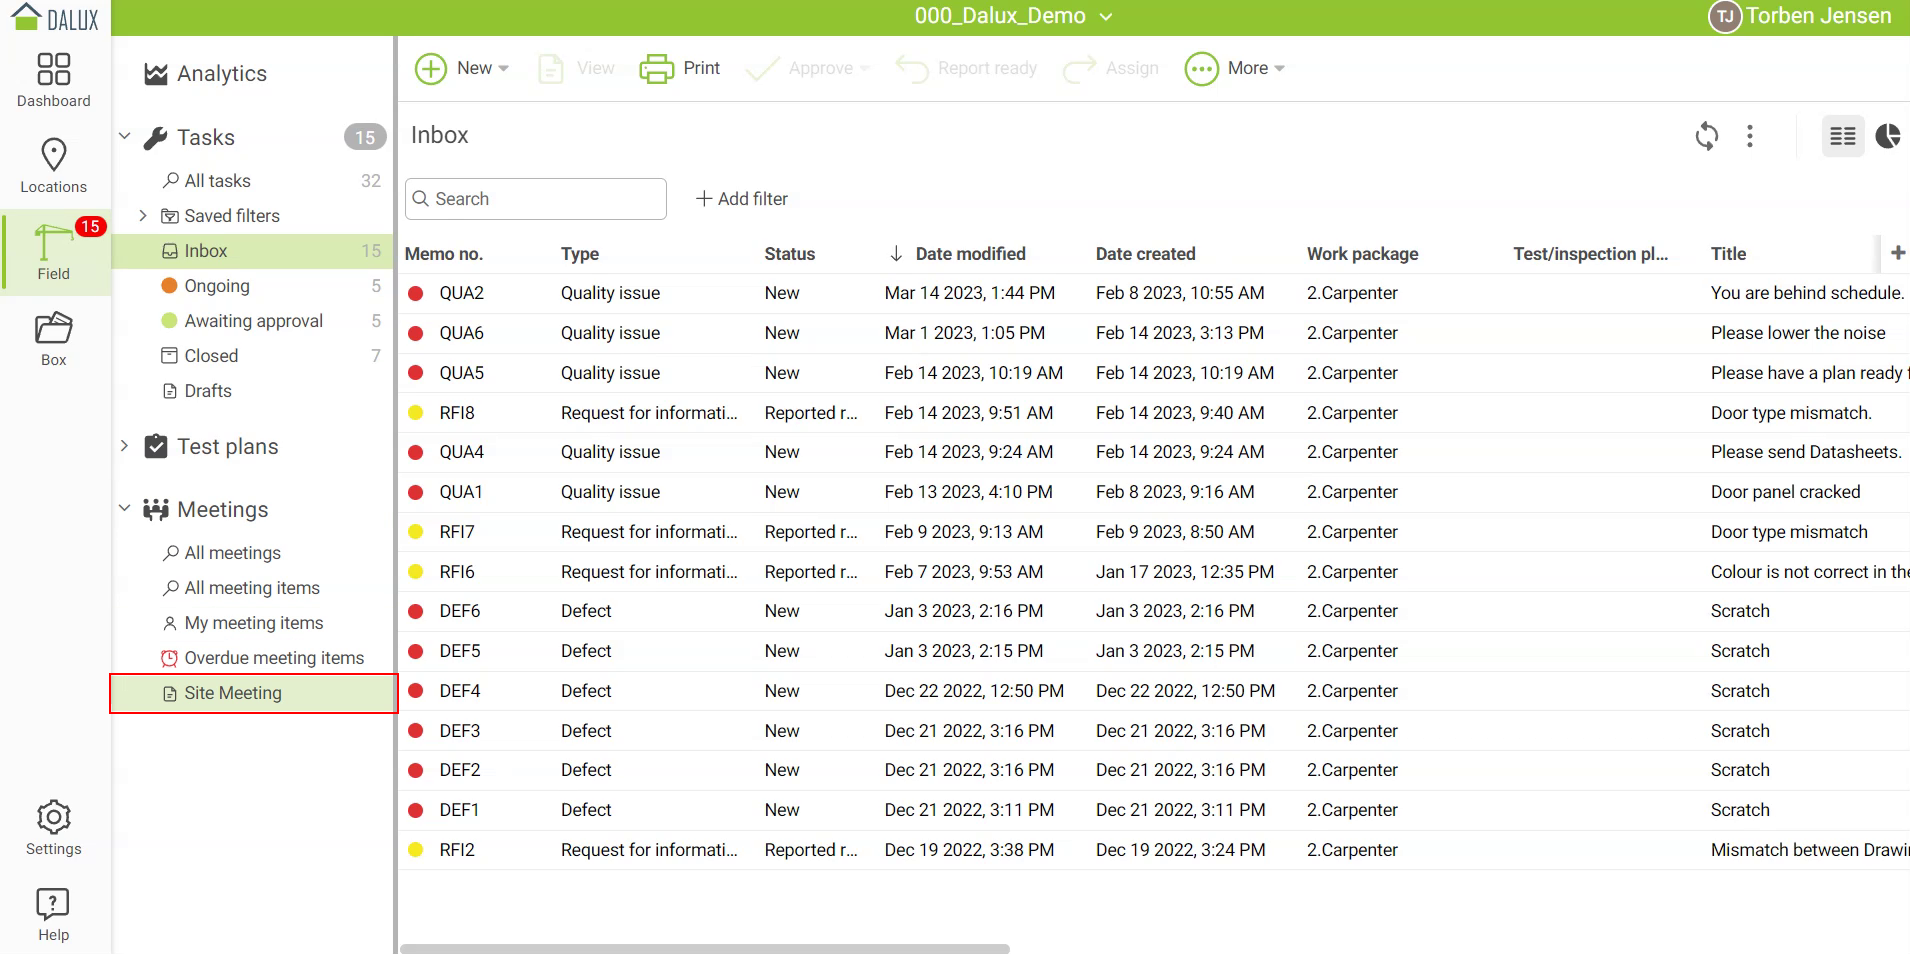 DALUX
000_Dalux_Demo
TJ Torben Jensen
Dashboard
Locations
15
Field
Box
Settings
Help
Analytics
Tasks 15
All tasks 32
Saved filters
Inbox 15
Ongoing 5
Awaiting approval 5
Closed 7
Drafts
Test plans
Meetings
All meetings
All meeting items
My meeting items
Overdue meeting items
Site Meeting
New View Print Approve Report ready Assign More
Inbox
Search + Add filter
Memo no. Type Status Date modified Date created Work package Test/inspection pl... Title +
QUA2 Quality issue New Mar 14 2023, 1:44 PM Feb 8 2023, 10:55 AM 2.Carpenter You are behind schedule.
QUA6 Quality issue New Mar 1 2023, 1:05 PM Feb 14 2023, 3:13 PM 2.Carpenter Please lower the noise
QUA5 Quality issue New Feb 14 2023, 10:19 AM Feb 14 2023, 10:19 AM 2.Carpenter Please have a plan ready f
RFI8 Request for informati... Reported r... Feb 14 2023, 9:51 AM Feb 14 2023, 9:40 AM 2.Carpenter Door type mismatch.
QUA4 Quality issue New Feb 14 2023, 9:24 AM Feb 14 2023, 9:24 AM 2.Carpenter Please send Datasheets.
QUA1 Quality issue New Feb 13 2023, 4:10 PM Feb 8 2023, 9:16 AM 2.Carpenter Door panel cracked
RFI7 Request for informati... Reported r... Feb 9 2023, 9:13 AM Feb 9 2023, 8:50 AM 2.Carpenter Door type mismatch
RFI6 Request for informati... Reported r... Feb 7 2023, 9:53 AM Jan 17 2023, 12:35 PM 2.Carpenter Colour is not correct in the
DEF6 Defect New Jan 3 2023, 2:16 PM Jan 3 2023, 2:16 PM 2.Carpenter Scratch
DEF5 Defect New Jan 3 2023, 2:15 PM Jan 3 2023, 2:15 PM 2.Carpenter Scratch
DEF4 Defect New Dec 22 2022, 12:50 PM Dec 22 2022, 12:50 PM 2.Carpenter Scratch
DEF3 Defect New Dec 21 2022, 3:16 PM Dec 21 2022, 3:16 PM 2.Carpenter Scratch
DEF2 Defect New Dec 21 2022, 3:16 PM Dec 21 2022, 3:16 PM 2.Carpenter Scratch
DEF1 Defect New Dec 21 2022, 3:11 PM Dec 21 2022, 3:11 PM 2.Carpenter Scratch
RFI2 Request for informati... Reported r... Dec 19 2022, 3:38 PM Dec 19 2022, 3:24 PM 2.Carpenter Mismatch between Drawi